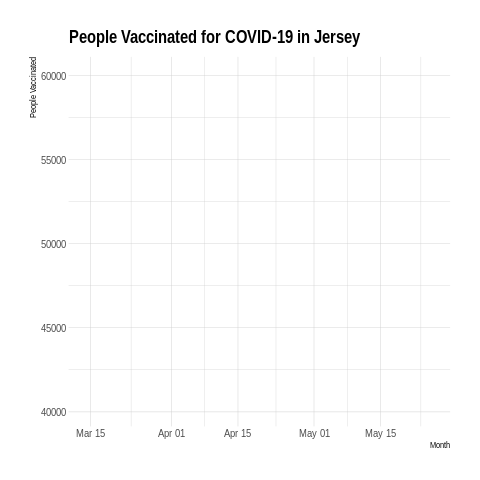 People Vaccinated for COVID-19 in Jersey
People Vaccinated
60000
55000
50000
45000
40000
Mar 15 Apr 01 Apr 15 May 01 May 15
Month